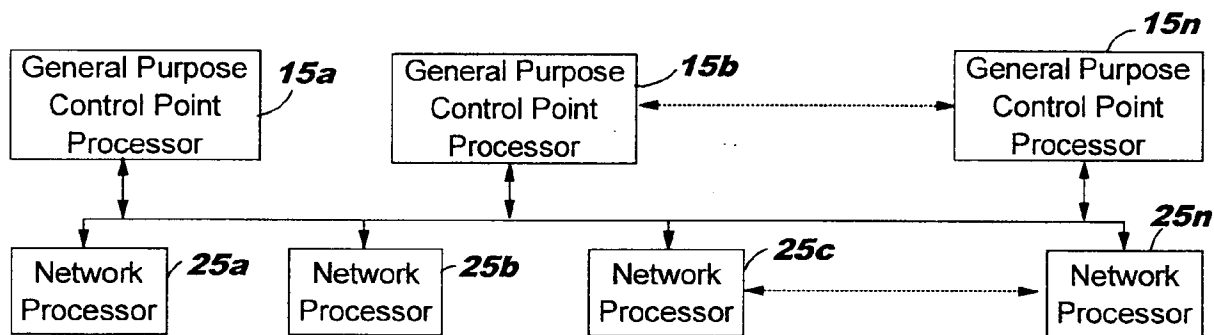 General Purpose
Control Point
Processor
15a
General Purpose
Control Point
Processor
15b
General Purpose
Control Point
Processor
15n
Network
Processor
25a
Network
Processor
25b
Network
Processor
25c
Network
Processor
25n